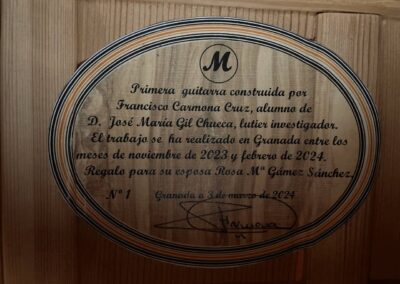 M
Primera guitarra construida por
Francisco Carmona Cruz, alumno de
D. José María Gil Chueca, lutier investigador.
El trabajo se ha realizado en Granada entre los
meses de noviembre de 2023 y febrero de 2024.
Regalo para su esposa Rosa Mª Gámez Sánchez.
Nº 1 Granada a 3 de marzo de 2024